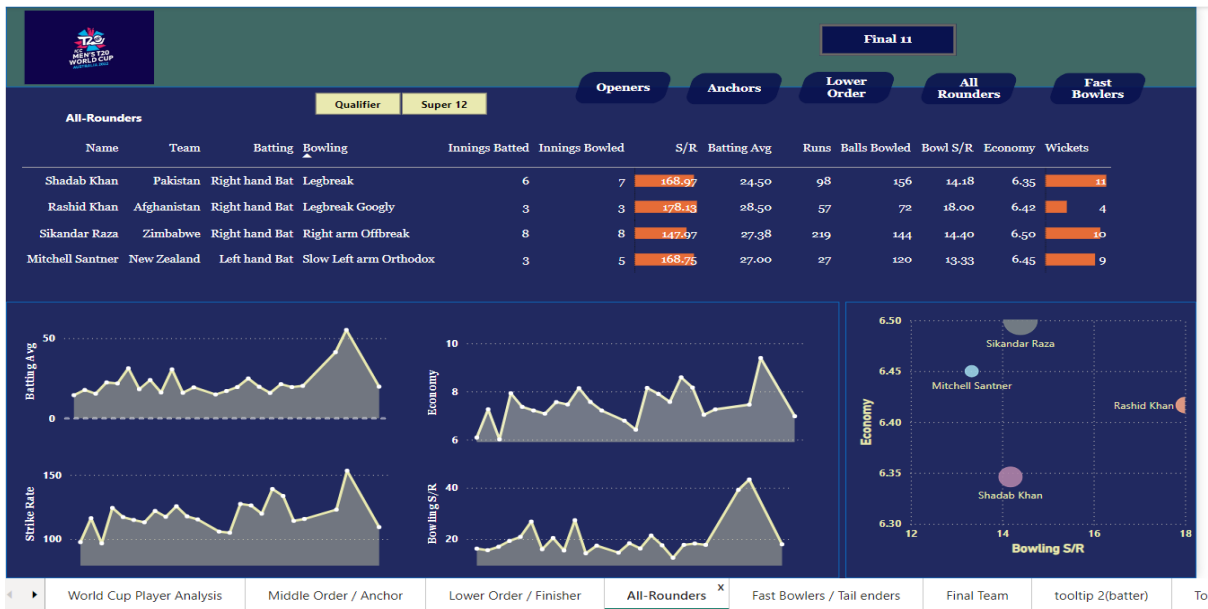 T20
ICC
MEN'S T20
WORLD CUP
AUSTRALIA 2022
Final 11
Openers
Anchors
Lower
Order
All
Rounders
Fast
Bowlers
Qualifier Super 12
All-Rounders
Name Team Batting Bowling Innings Batted Innings Bowled S/R Batting Avg Runs Balls Bowled Bowl S/R Economy Wickets
Shadab Khan Pakistan Right hand Bat Legbreak 6 7 168.97 24.50 98 156 14.18 6.35 11
Rashid Khan Afghanistan Right hand Bat Legbreak Googly 3 3 178.13 28.50 57 72 18.00 6.42 4
Sikandar Raza Zimbabwe Right hand Bat Right arm Offbreak 8 8 147.97 27.38 219 144 14.40 6.50 10
Mitchell Santner New Zealand Left hand Bat Slow Left arm Orthodox 3 5 168.75 27.00 27 120 13.33 6.45 9
Batting Avg
50
0
Economy
10
8
6
Strike Rate
150
100
Bowling S/R
40
20
Economy
6.50
6.45
6.40
6.35
6.30
Sikandar Raza
Mitchell Santner
Rashid Khan
Shadab Khan
12 14 16 18
Bowling S/R
World Cup Player Analysis Middle Order / Anchor Lower Order / Finisher All-Rounders X Fast Bowlers / Tail enders Final Team tooltip 2(batter) To